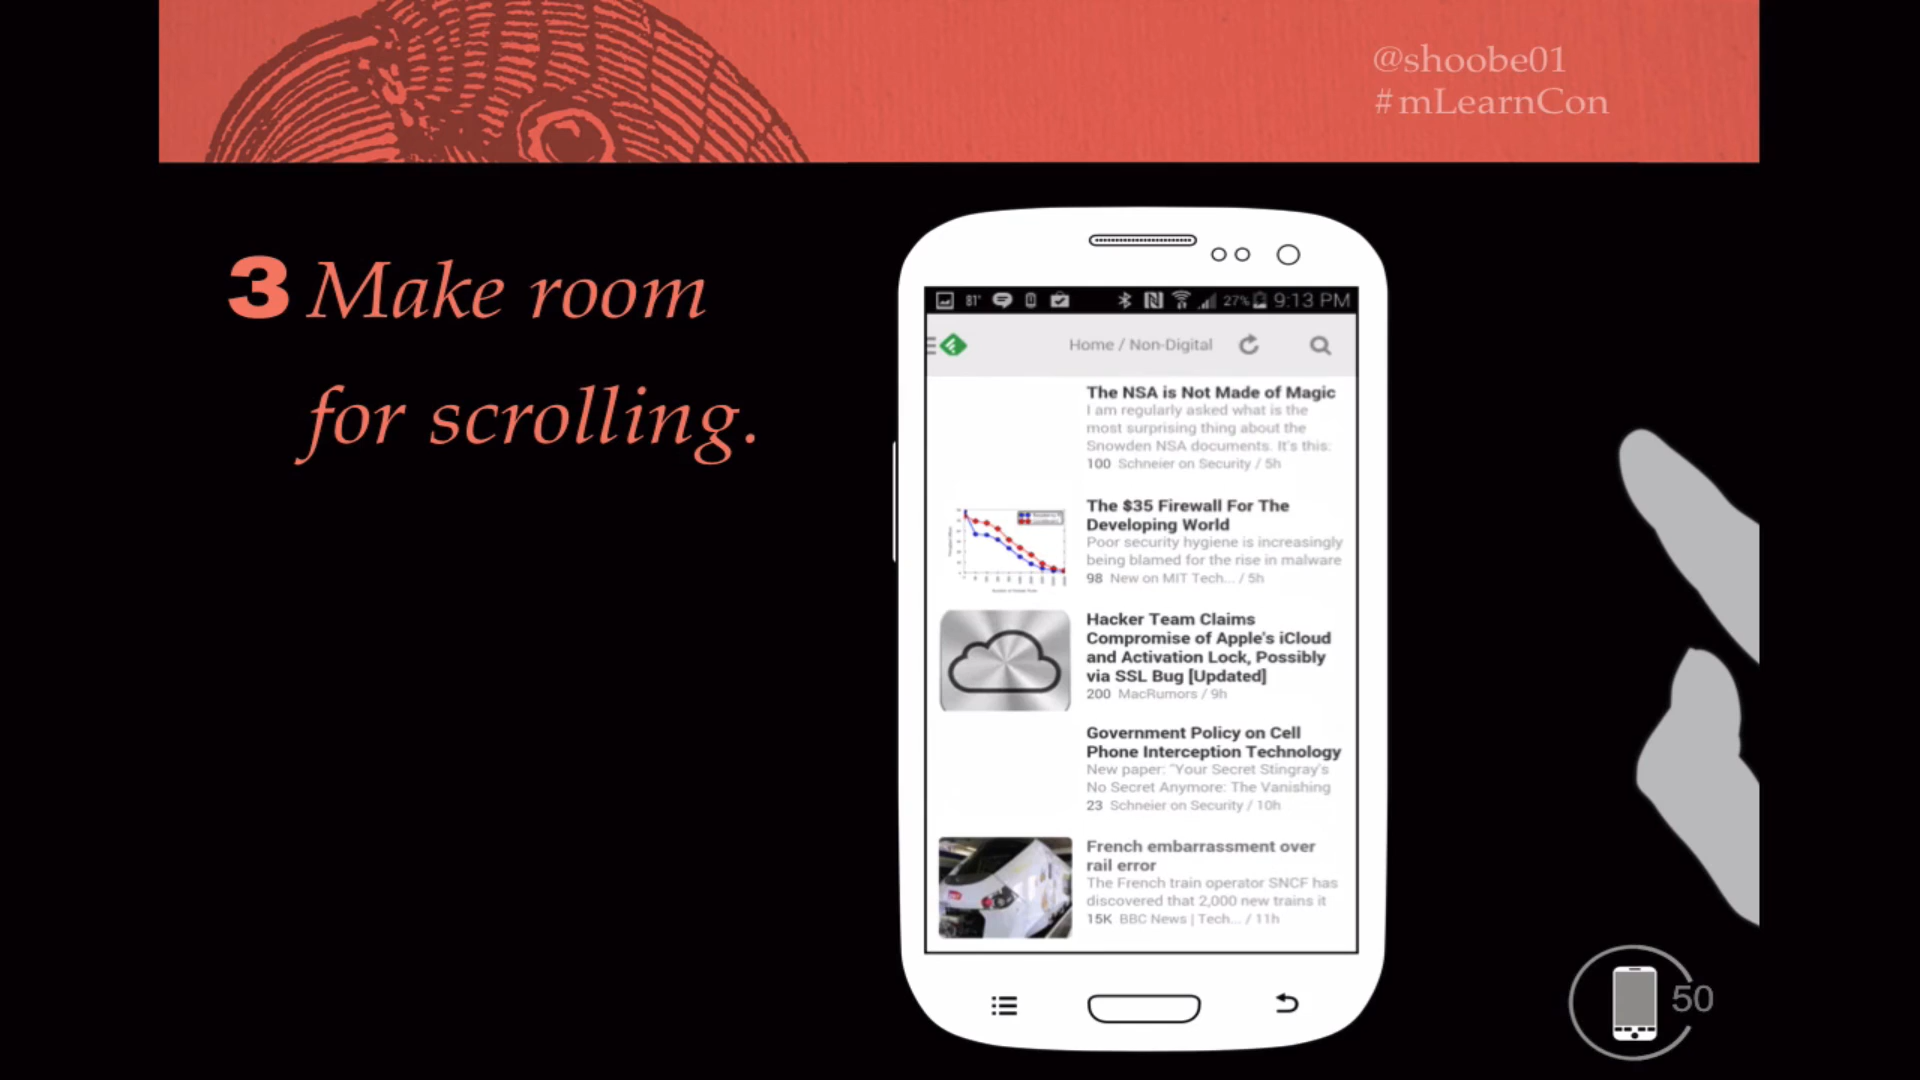 @shoobe01
#mLearnCon
3 Make room
for scrolling.
81°
27%
9:13 PM
Home / Non-Digital
The NSA is Not Made of Magic
I am regularly asked what is the
most surprising thing about the
Snowden NSA documents. It's this:
100 Schneier on Security / 5h
The $35 Firewall For The
Developing World
Poor security hygiene is increasingly
being blamed for the rise in malware
98 New on MIT Tech... / 5h
Hacker Team Claims
Compromise of Apple's iCloud
and Activation Lock, Possibly
via SSL Bug [Updated]
200 MacRumors / 9h
Government Policy on Cell
Phone Interception Technology
New paper: "Your Secret Stingray's
No Secret Anymore: The Vanishing
23 Schneier on Security / 10h
French embarrassment over
rail error
The French train operator SNCF has
discovered that 2,000 new trains it
15K BBC News | Tech... / 11h
50